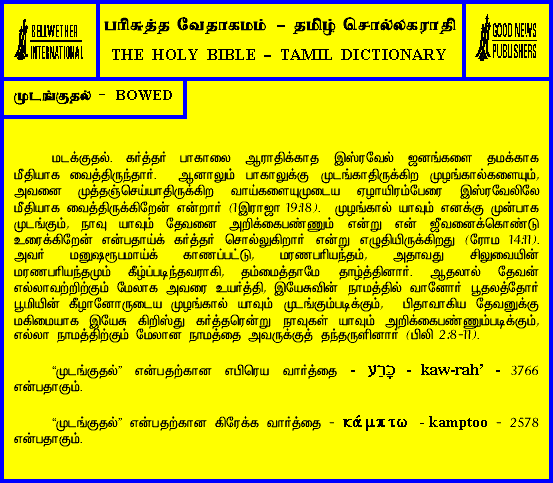 BELLWETHER
INTERNATIONAL
பரிசுத்த வேதாகமம் - தமிழ் சொல்லகராதி
THE HOLY BIBLE - TAMIL DICTIONARY
GOOD NEWS
PUBLISHERS
முடங்குதல் - BOWED
மடக்குதல். கர்த்தர் பாகாலை ஆராதிக்காத இஸ்ரவேல் ஜனங்களை தமக்காக
மீதியாக வைத்திருந்தார். ஆனாலும் பாகாலுக்கு முடங்காதிருக்கிற முழங்கால்களையும்,
அவனை முத்தஞ்செய்யாதிருக்கிற வாய்களையுமுடைய ஏழாயிரம்பேரை இஸ்ரவேலிலே
மீதியாக வைத்திருக்கிறேன் என்றார் (1இராஜா 19:18). முழங்கால் யாவும் எனக்கு முன்பாக
முடங்கும், நாவு யாவும் தேவனை அறிக்கைபண்ணும் என்று என் ஜீவனைக்கொண்டு
உரைக்கிறேன் என்பதாய்க் கர்த்தர் சொல்லுகிறார் என்று எழுதியிருக்கிறது (ரோம 14:11).
அவர் மனுஷரூபமாய்க் காணப்பட்டு, மரணபரியந்தம், அதாவது சிலுவையின்
மரணபரியந்தமும் கீழ்ப்படிந்தவராகி, தம்மைத்தாமே தாழ்த்தினார். ஆதலால் தேவன்
எல்லாவற்றிற்கும் மேலாக அவரை உயர்த்தி, இயேசுவின் நாமத்தில் வானோர் பூதலத்தோர்
பூமியின் கீழானோருடைய முழங்கால் யாவும் முடங்கும்படிக்கும், பிதாவாகிய தேவனுக்கு
மகிமையாக இயேசு கிறிஸ்து கர்த்தரென்று நாவுகள் யாவும் அறிக்கைபண்ணும்படிக்கும்,
எல்லா நாமத்திற்கும் மேலான நாமத்தை அவருக்குத் தந்தருளினார் (பிலி 2:8-11).
“முடங்குதல்” என்பதற்கான எபிரெய வார்த்தை - כָּרַע - kaw-rah’ - 3766
என்பதாகும்.
“முடங்குதல்” என்பதற்கான கிரேக்க வார்த்தை - κάμπτω - kamptoo - 2578
என்பதாகும்.